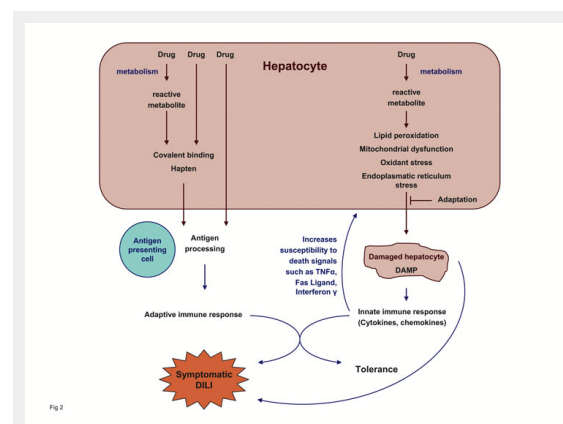 Drug Drug Drug
Drug
Hepatocyte
metabolism
metabolism
reactive
metabolite
reactive
metabolite
Covalent binding
Hapten
Lipid peroxidation
Mitochondrial dysfunction
Oxidant stress
Endoplasmatic reticulum
stress
Adaptation
Antigen
presenting
cell
Antigen
processing
Increases
susceptibility to
death signals
such as TNFα,
Fas Ligand,
Interferon γ
Damaged hepatocyte
DAMP
Adaptive immune response
Innate immune response
(Cytokines, chemokines)
Symptomatic
DILI
Tolerance
Fig 2